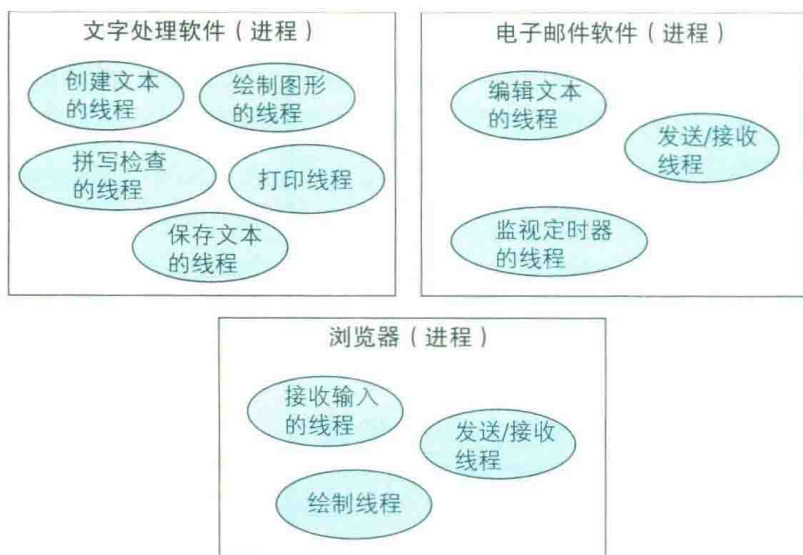 文字处理软件（进程）
创建文本
的线程
绘制图形
的线程
拼写检查
的线程
打印线程
保存文本
的线程
电子邮件软件（进程）
编辑文本
的线程
发送/接收
线程
监视定时器
的线程
浏览器（进程）
接收输入
的线程
发送/接收
线程
绘制线程